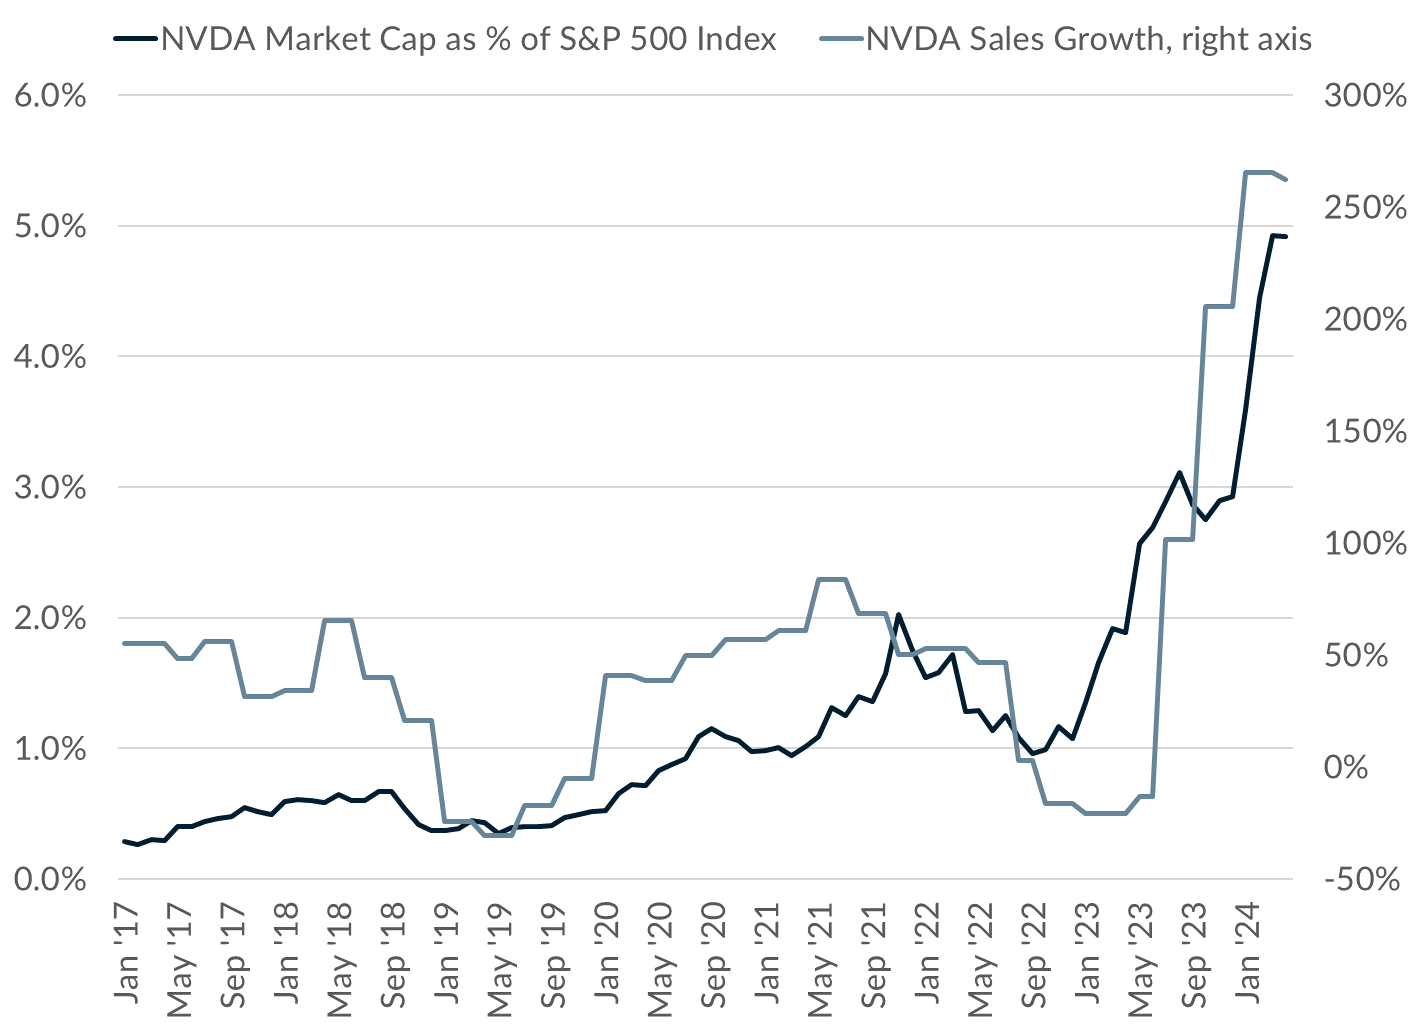 NVDA Market Cap as % of S&P 500 Index NVDA Sales Growth, right axis
6.0% 300%
250%
5.0%
200%
4.0%
150%
3.0%
100%
2.0%
50%
1.0%
0%
0.0% -50%
Jan '17
May '17
Sep '17
Jan '18
May '18
Sep '18
Jan '19
May '19
Sep '19
Jan '20
May '20
Sep '20
Jan '21
May '21
Sep '21
Jan '22
May '22
Sep '22
Jan '23
May '23
Sep '23
Jan '24